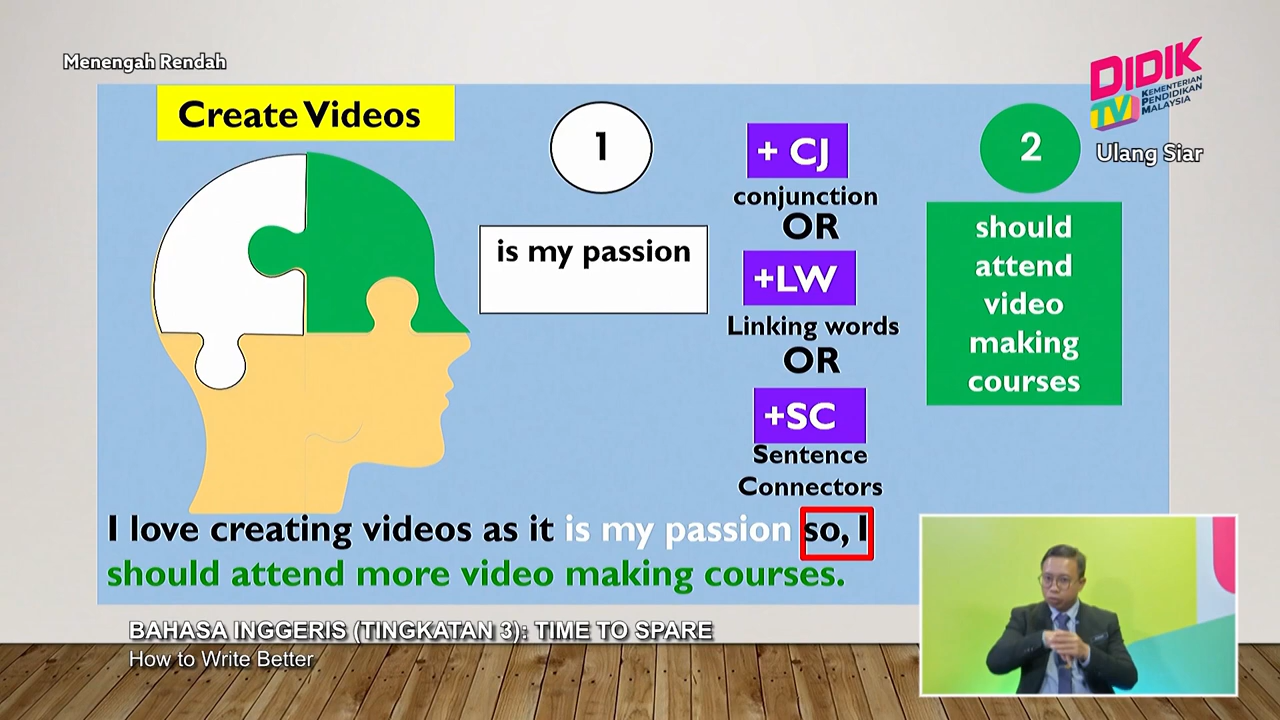 Menengah Rendah
DIDIK
TV
KEMENTERIAN
PENDIDIKAN
MALAYSIA
Ulang Siar
Create Videos
1
is my passion
+ CJ
conjunction
OR
+LW
Linking words
OR
+SC
Sentence
Connectors
2
should
attend
video
making
courses
I love creating videos as it is my passion so, I
should attend more video making courses.
BAHASA INGGERIS (TINGKATAN 3): TIME TO SPARE
How to Write Better